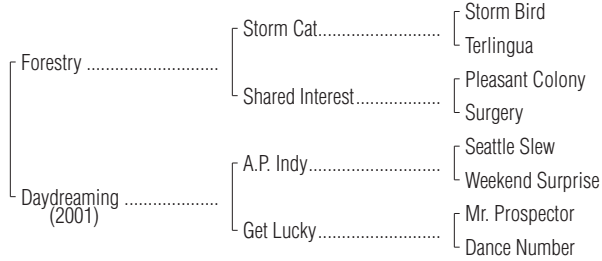 Storm Bird
Storm Cat..............................
Terlingua
Forestry .................................
Pleasant Colony
Shared Interest.....................
Surgery
Seattle Slew
A.P. Indy.................................
Weekend Surprise
Daydreaming .......................
(2001)
Mr. Prospector
Get Lucky..............................
Dance Number